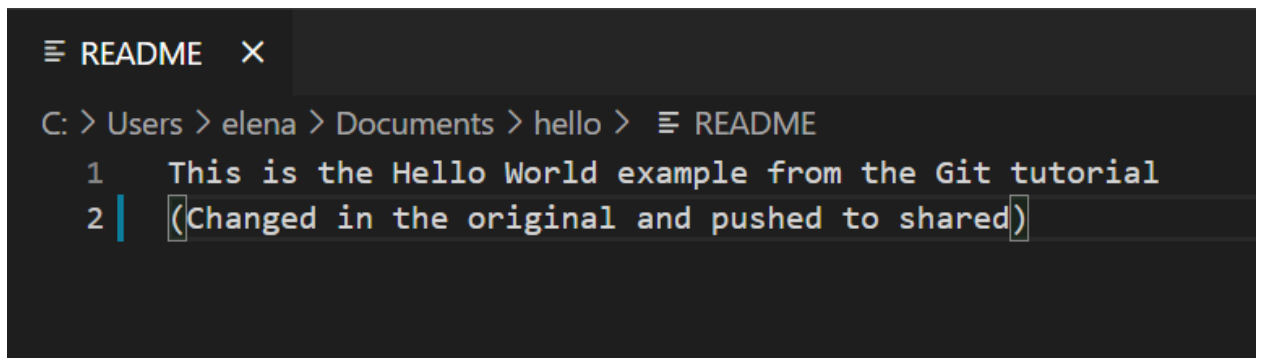 README
C: > Users > elena > Documents > hello > README
1 This is the Hello World example from the Git tutorial
2 (Changed in the original and pushed to shared)